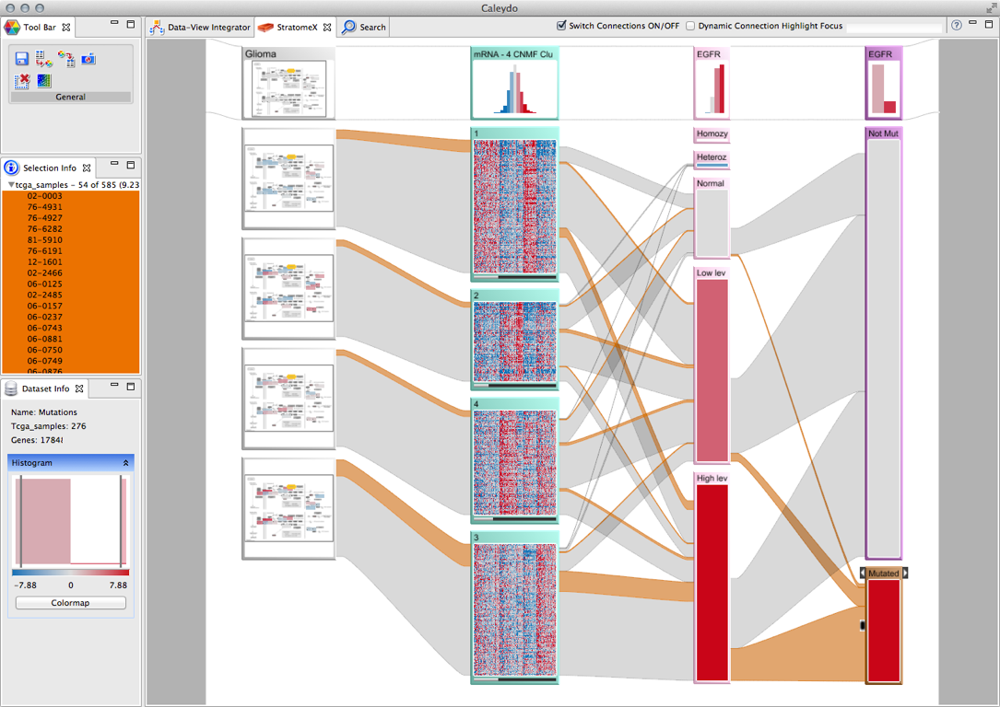 Caleydo
Tool Bar
General
Data-View Integrator
StratomeX
Search
Switch Connections ON/OFF
Dynamic Connection Highlight Focus
Selection Info
tcga_samples - 54 of 585 (9.23
02-0003
76-4931
76-4927
76-6282
81-5910
76-6191
12-1601
02-2466
06-0125
02-2485
06-0157
06-0237
06-0743
06-0881
06-0750
06-0749
06-0876
Dataset Info
Name: Mutations
Tcga_samples: 276
Genes: 1784
Histogram
-7.88 0 7.88
Colormap
Glioma
mRNA - 4 CNMF Clu
EGFR
EGFR
1
2
4
3
Homozy
Heteroz
Normal
Low lev
High lev
Not Mut
Mutated